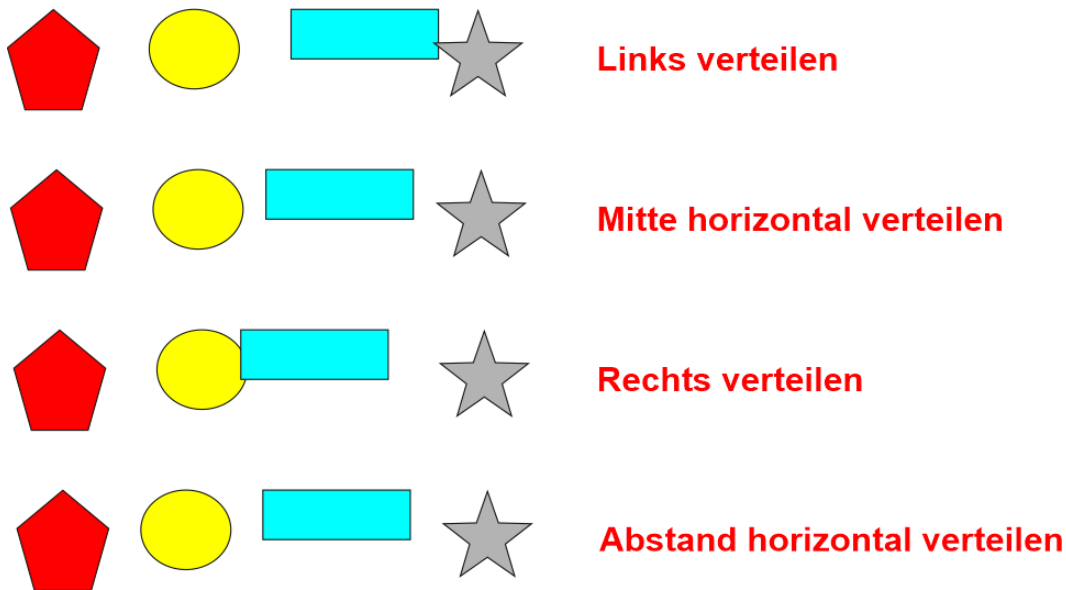 Links verteilen
Mitte horizontal verteilen
Rechts verteilen
Abstand horizontal verteilen